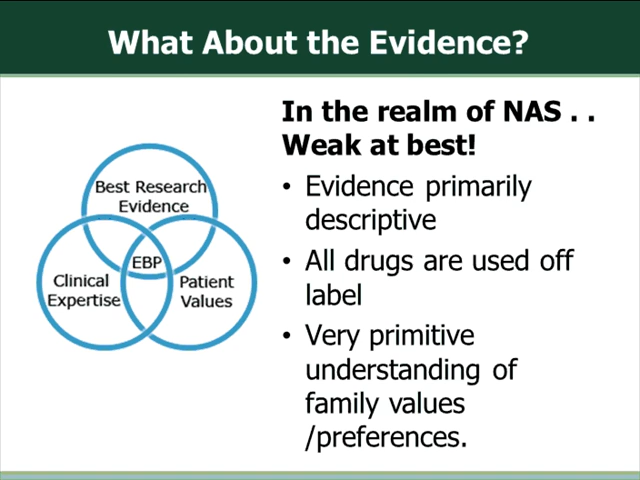 What About the Evidence?
In the realm of NAS . .
Weak at best!
• Evidence primarily
descriptive
• All drugs are used off
label
• Very primitive
understanding of
family values
/preferences.
Best Research
Evidence
EBP
Clinical
Expertise
Patient
Values